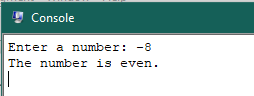 Console
Enter a number: -8
The number is even.